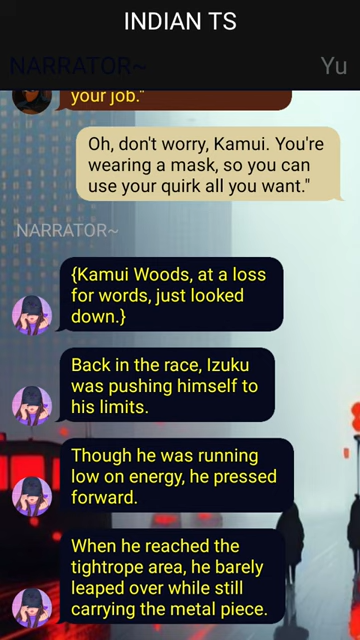 INDIAN TS
NARRATOR~
Yu
your job."
Oh, don't worry, Kamui. You're
wearing a mask, so you can
use your quirk all you want."
NARRATOR~
{Kamui Woods, at a loss
for words, just looked
down.}
Back in the race, Izuku
was pushing himself to
his limits.
Though he was running
low on energy, he pressed
forward.
When he reached the
tightrope area, he barely
leaped over while still
carrying the metal piece.